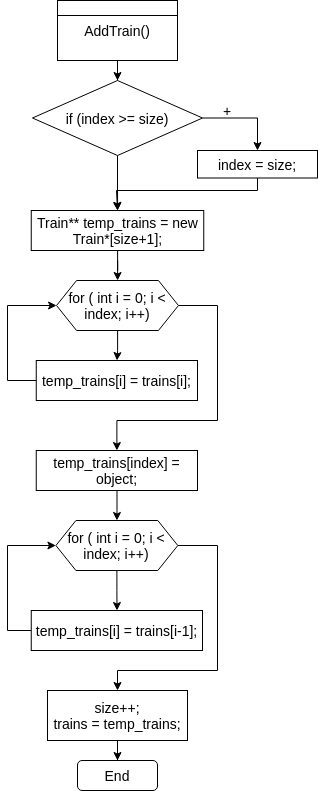 AddTrain()
if (index >= size)
+
index = size;
Train** temp_trains = new
Train*[size+1];
for ( int i = 0; i <
index; i++)
temp_trains[i] = trains[i];
temp_trains[index] =
object;
for ( int i = 0; i <
index; i++)
temp_trains[i] = trains[i-1];
size++;
trains = temp_trains;
End